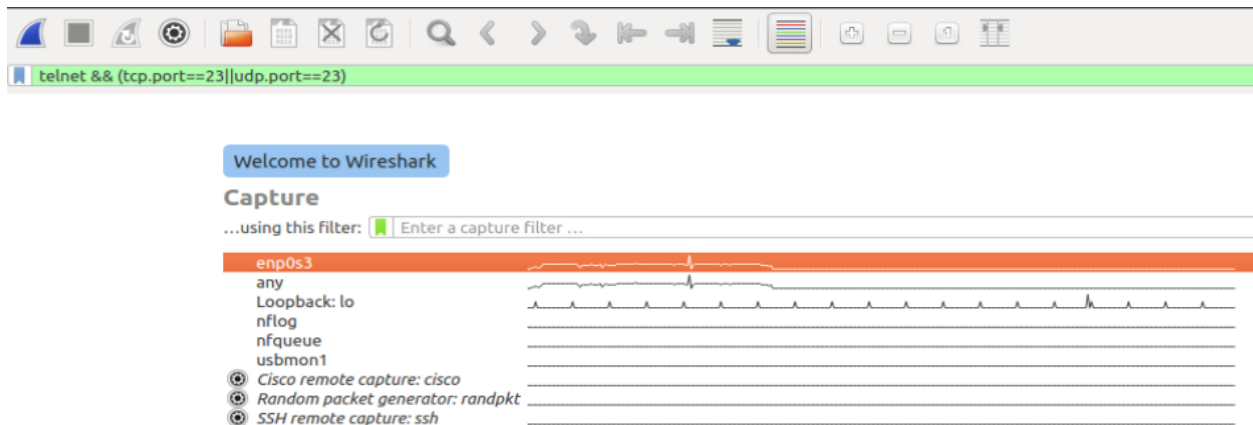 telnet && (tcp.port==23||udp.port==23)
Welcome to Wireshark
Capture
...using this filter: Enter a capture filter ...
enp0s3
any
Loopback: lo
nflog
nfqueue
usbmon1
Cisco remote capture: cisco
Random packet generator: randpkt
SSH remote capture: ssh